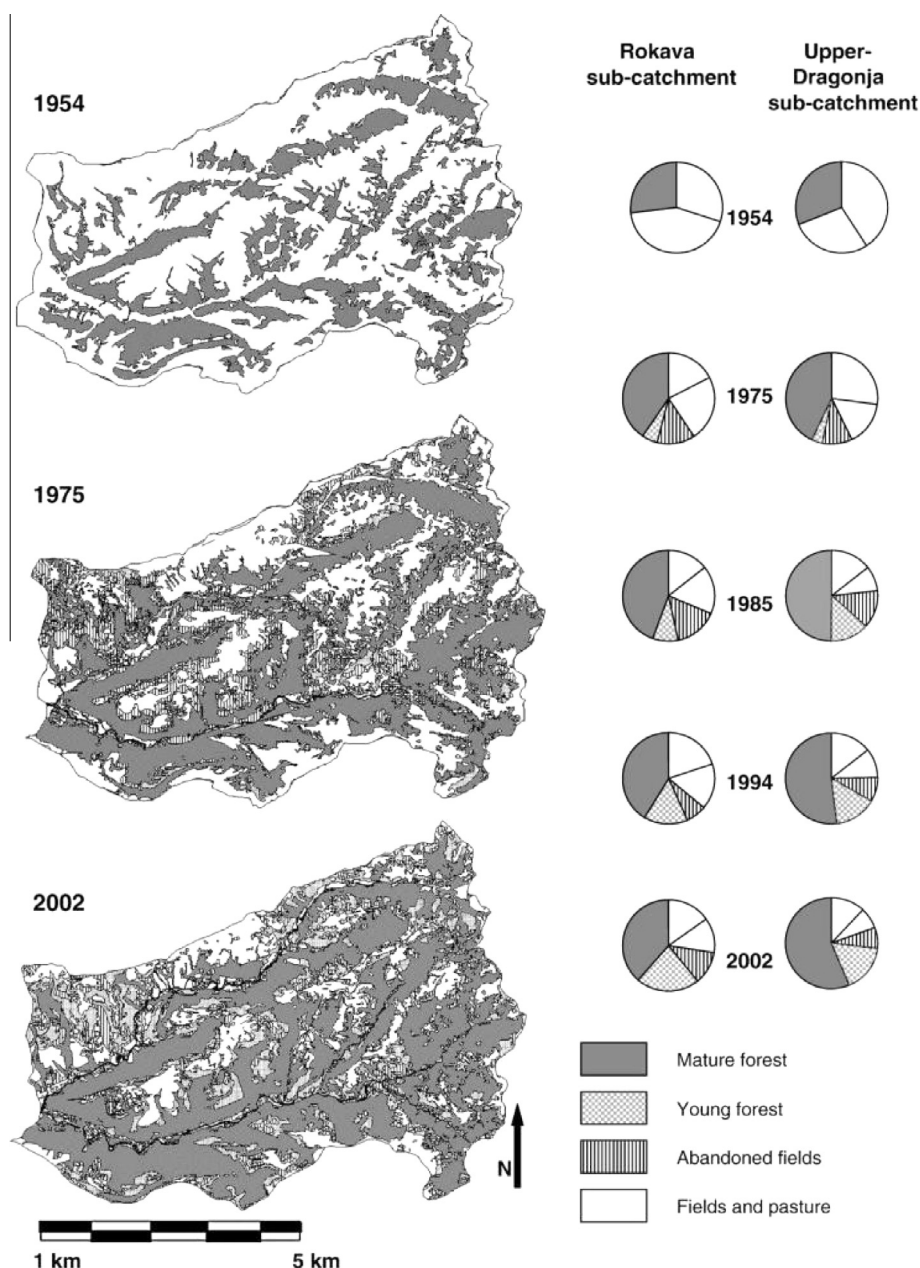 1954
1975
2002
N
1 km 5 km
Rokava
sub-catchment
Upper-
Dragonja
sub-catchment
1954
1975
1985
1994
2002
Mature forest
Young forest
Abandoned fields
Fields and pasture